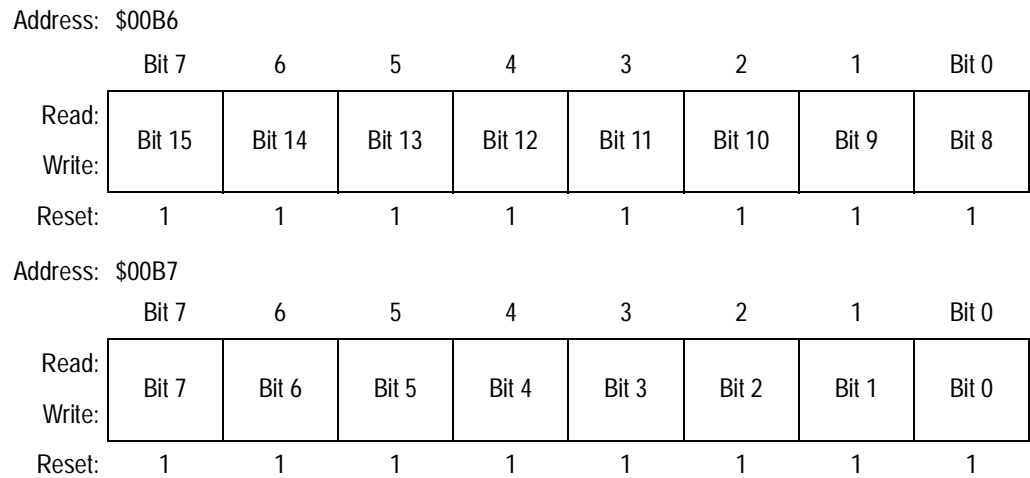 Address: $00B6
Bit 7 6 5 4 3 2 1 Bit 0
Read:
Bit 15 Bit 14 Bit 13 Bit 12 Bit 11 Bit 10 Bit 9 Bit 8
Write:
Reset: 1 1 1 1 1 1 1 1
Address: $00B7
Bit 7 6 5 4 3 2 1 Bit 0
Read:
Bit 7 Bit 6 Bit 5 Bit 4 Bit 3 Bit 2 Bit 1 Bit 0
Write:
Reset: 1 1 1 1 1 1 1 1